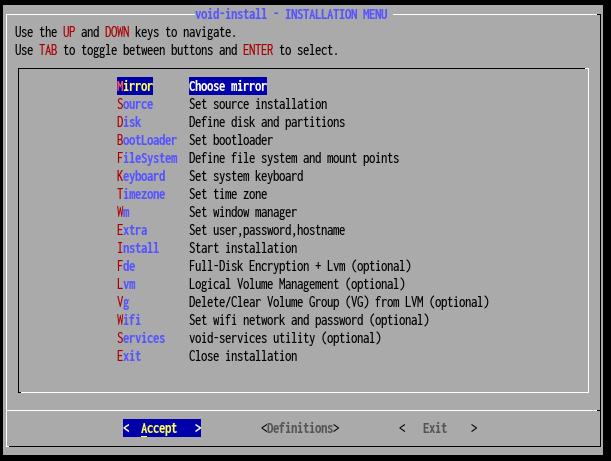 void-install - INSTALLATION MENU
Use the UP and DOWN keys to navigate.
Use TAB to toggle between buttons and ENTER to select.
Mirror Choose mirror
Source Set source installation
Disk Define disk and partitions
BootLoader Set bootloader
FileSystem Define file system and mount points
Keyboard Set system keyboard
Timezone Set time zone
Wm Set window manager
Extra Set user,password,hostname
Install Start installation
Fde Full-Disk Encryption + Lvm (optional)
Lvm Logical Volume Management (optional)
Vg Delete/Clear Volume Group (VG) from LVM (optional)
Wifi Set wifi network and password (optional)
Services void-services utility (optional)
Exit Close installation
< Accept > <Definitions> < Exit >